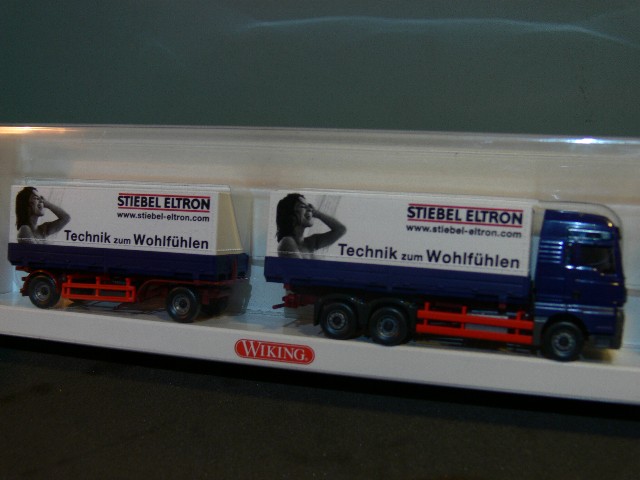 STIEBEL ELTRON
www.stiebel-eltron.com
Technik zum Wohlfühlen
STIEBEL ELTRON
www.stiebel-eltron.com
Technik zum Wohlfühlen
WIKING